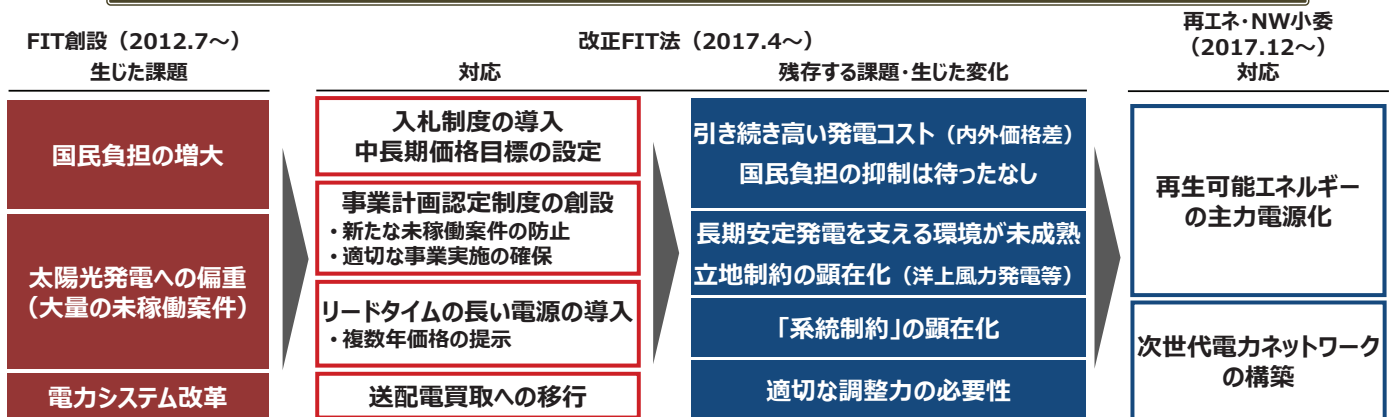 FIT創設（2012.7～）
生じた課題
国民負担の増大
太陽光発電への偏重
（大量の未稼働案件）
電力システム改革
改正FIT法（2017.4～）
対応
入札制度の導入
中長期価格目標の設定
事業計画認定制度の創設
・新たな未稼働案件の防止
・適切な事業実施の確保
リードタイムの長い電源の導入
・複数年価格の提示
送配電買取への移行
残存する課題・生じた変化
引き続き高い発電コスト（内外価格差）
国民負担の抑制は待ったなし
長期安定発電を支える環境が未成熟
立地制約の顕在化（洋上風力発電等）
「系統制約」の顕在化
適切な調整力の必要性
再エネ・NW小委
（2017.12～）
対応
再生可能エネルギー
の主力電源化
次世代電力ネットワーク
の構築